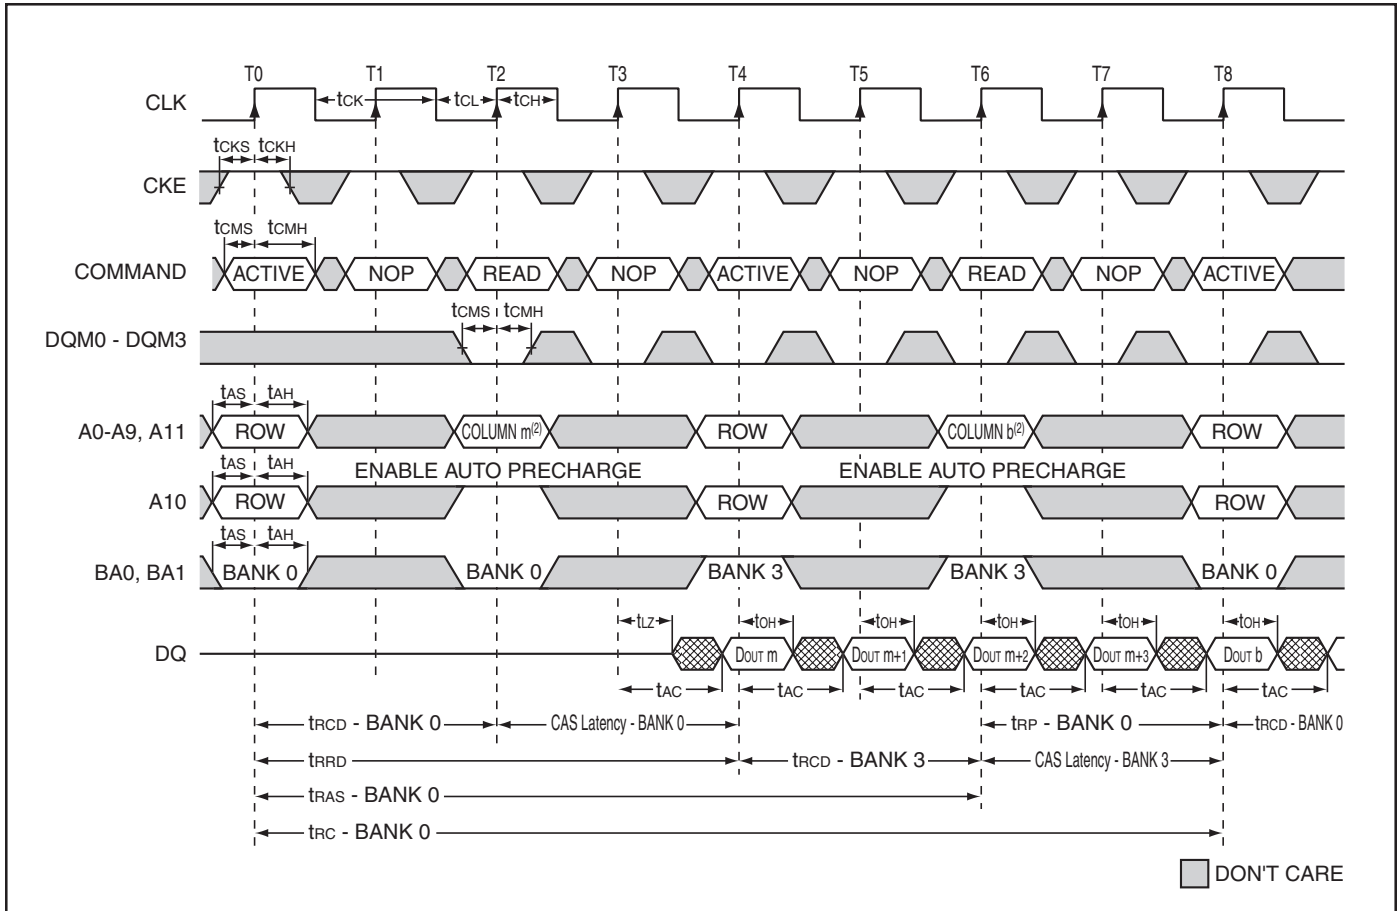 T0 T1 T2 T3 T4 T5 T6 T7 T8
CLK tCK tCL tCH
tCKS tCKH
CKE
tCMS tCMH
COMMAND ACTIVE NOP READ NOP ACTIVE NOP READ NOP ACTIVE
tCMS tCMH
DQM0 - DQM3
tAS tAH
A0-A9, A11 ROW COLUMN m(2) ROW COLUMN b(2) ROW
tAS tAH ENABLE AUTO PRECHARGE ENABLE AUTO PRECHARGE
A10 ROW ROW ROW
tAS tAH
BA0, BA1 BANK 0 BANK 0 BANK 3 BANK 3 BANK 0
tLZ tOH tOH tOH tOH tOH
DQ DOUT m DOUT m+1 DOUT m+2 DOUT m+3 DOUT b
tAC tAC tAC tAC tAC tAC
tRCD - BANK 0 CAS Latency - BANK 0 tRP - BANK 0 tRCD - BANK 0
tRRD tRCD - BANK 3 CAS Latency - BANK 3
tRAS - BANK 0
tRC - BANK 0
DON'T CARE